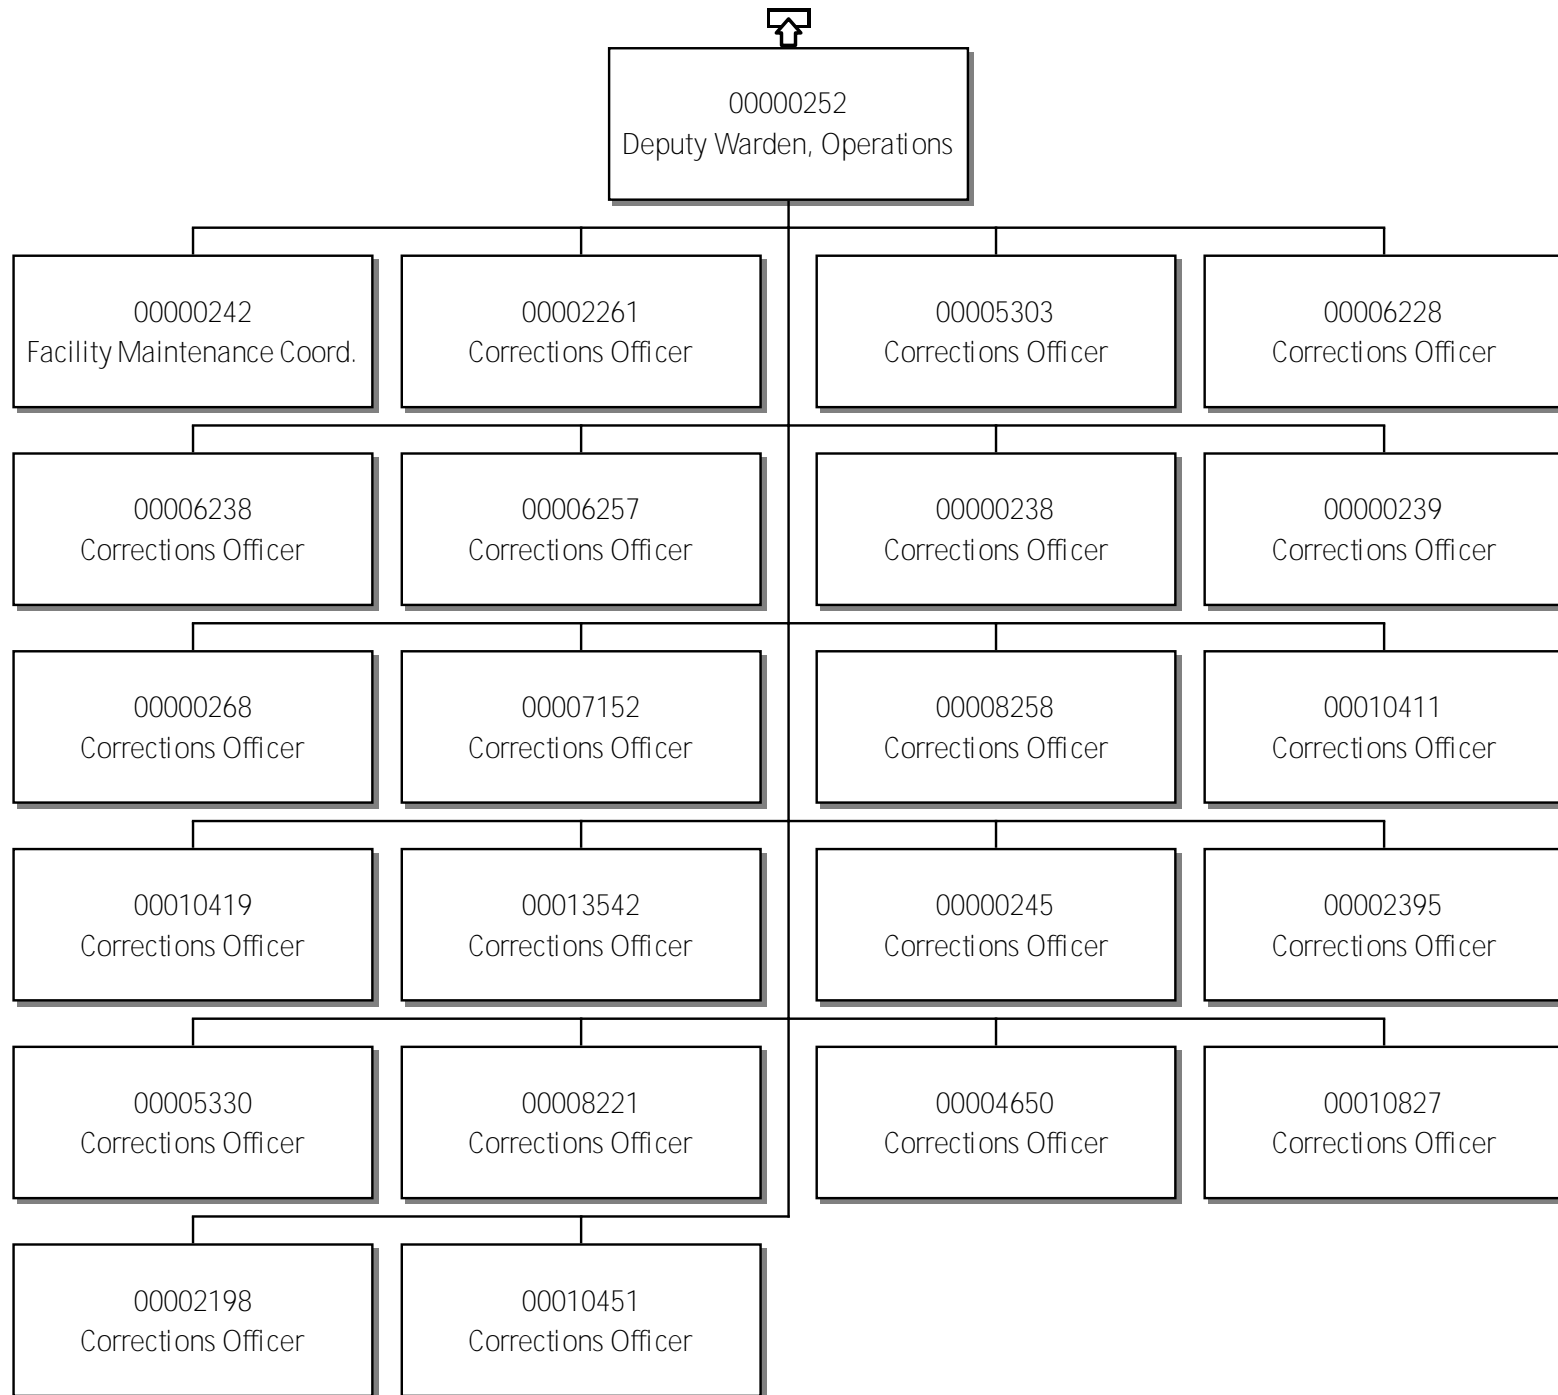 00000252
Deputy Warden, Operations
00000242
Facility Maintenance Coord.
00002261
Corrections Officer
00005303
Corrections Officer
00006228
Corrections Officer
00006238
Corrections Officer
00006257
Corrections Officer
00000238
Corrections Officer
00000239
Corrections Officer
00000268
Corrections Officer
00007152
Corrections Officer
00008258
Corrections Officer
00010411
Corrections Officer
00010419
Corrections Officer
00013542
Corrections Officer
00000245
Corrections Officer
00002395
Corrections Officer
00005330
Corrections Officer
00008221
Corrections Officer
00004650
Corrections Officer
00010827
Corrections Officer
00002198
Corrections Officer
00010451
Corrections Officer